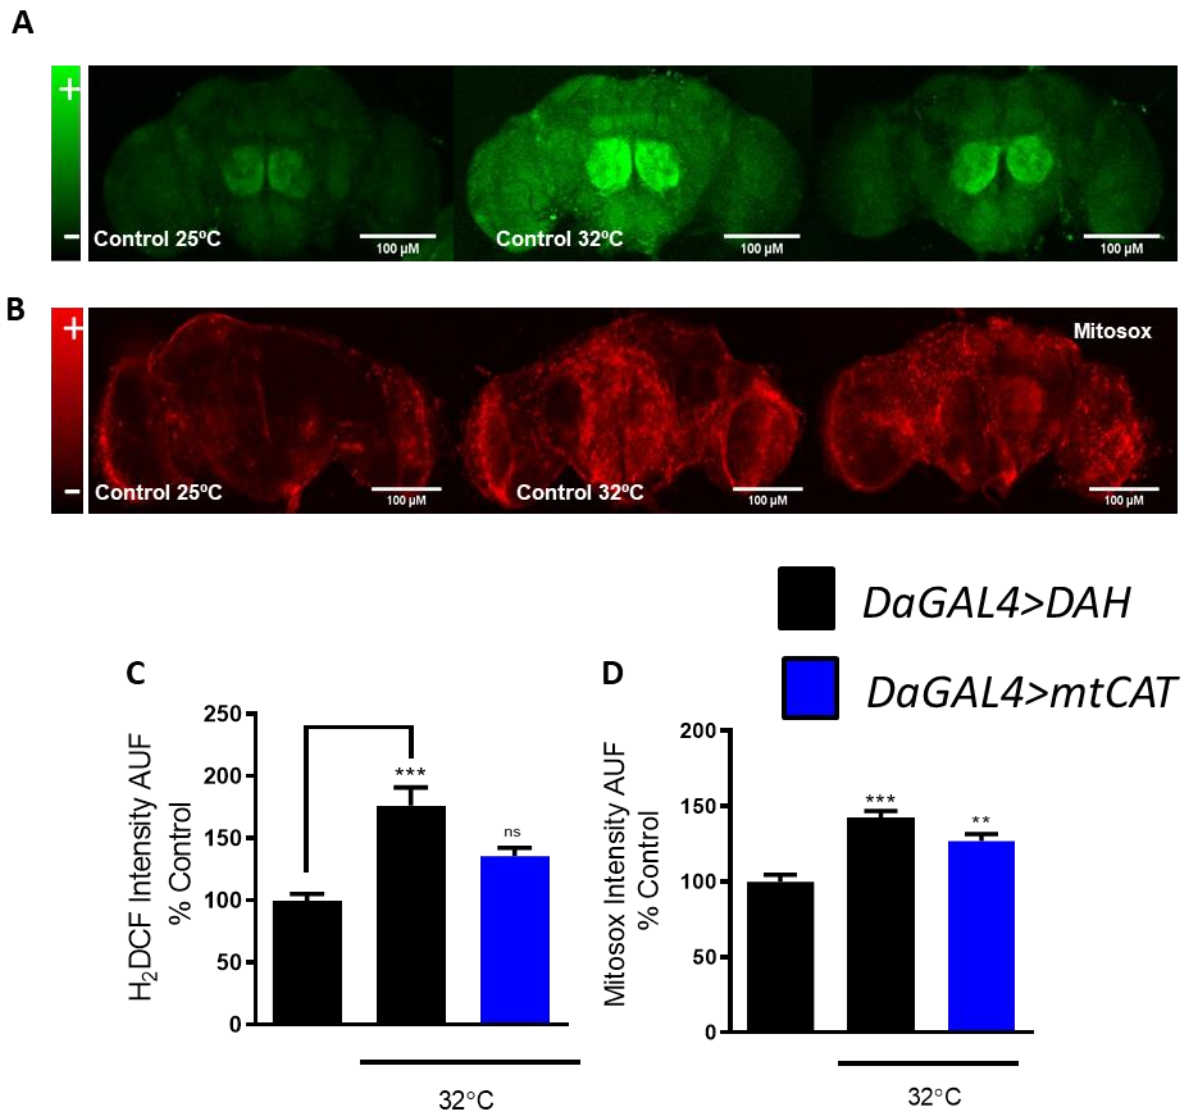 A
+
−
Control 25ºC
100 µM
Control 32ºC
100 µM
100 µM
B
+
−
Mitosox
Control 25ºC
100 µM
Control 32ºC
100 µM
100 µM
DaGAL4>DAH
DaGAL4>mtCAT
C
H₂DCF Intensity AUF
% Control
250
200
150
100
50
0
***
ns
32°C
D
Mitosox Intensity AUF
% Control
200
150
100
50
0
***
**
32°C